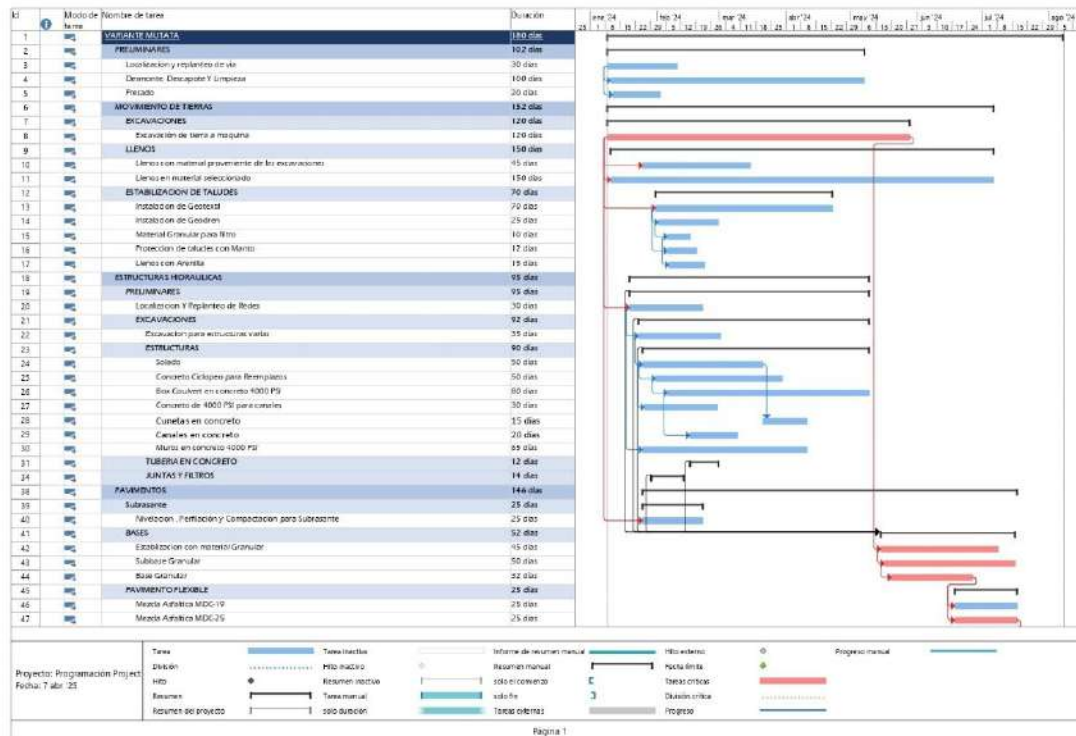 Id Modo de tarea Nombre de tarea Duración ene '24 feb '24 mar '24 abr '24 may '24 jun '24 jul '24 ago '24
1 VARIANTE MUTATA 180 días
2 PRELIMINARES 102 días
3 Localizacion y replanteo de via 30 días
4 Desmonte, Descapote Y Limpieza 100 días
5 20 días
6 MOVIMIENTO DE TIERRAS 152 días
7 EXCAVACIONES 120 días
8 Excavación de tierra a maquina 120 días
9 LLENOS 150 días
10 Llenos con material proveniente de las excavaciones 45 días
11 Llenos en material seleccionado 150 días
12 ESTABILIZACION DE TALUDES 70 días
13 Instalacion de Geotextil 70 días
14 Instalacion de Geodren 25 días
15 Material Granular para filtro 10 días
16 Proteccion de taludes con Manto 12 días
17 Llenos con Arenilla 15 días
18 ESTRUCTURAS HIDRAULICAS 95 días
19 PRELIMINARES 95 días
20 Localizacion Y Replanteo de Redes 30 días
21 EXCAVACIONES 92 días
22 Excavacion para estructuras varias 35 días
23 ESTRUCTURAS 90 días
24 Solado 50 días
25 Concreto Ciclopeo para Reemplazos 50 días
26 Box Coulvert en concreto 4000 PSI
27 Concreto de 4000 PSI para canales 30 días
28 Cunetas en concreto 15 días
29 Canales en concreto 20 días
30 Muros en concreto 4000 PSI
31 TUBERIA EN CONCRETO 12 días
34 JUNTAS Y FILTROS 14 días
38 PAVIMENTOS 146 días
39 Subrasante 25 días
40 Nivelacion, Perfilación y Compactacion para Subrasante 25 días
41 BASES 52 días
42 Estabilizacion con material Granular 45 días
43 Subbase Granular 50 días
44 Base Granular 32 días
45 PAVIMENTO FLEXIBLE 25 días
46 Mezcla Asfaltica MDC-19 25 días
47 Mezcla Asfaltica MDC-25 25 días
Proyecto: Programación Project
Fecha: 7 abr '25
Tarea Tarea inactiva Informe de resumen manual Hito externo Progreso manual
División Hito inactivo Resumen manual Fecha límite
Hito Resumen inactivo solo el comienzo Tareas críticas
Resumen Tarea manual solo fin División crítica
Resumen del proyecto solo duración Tareas externas Progreso
Página 1